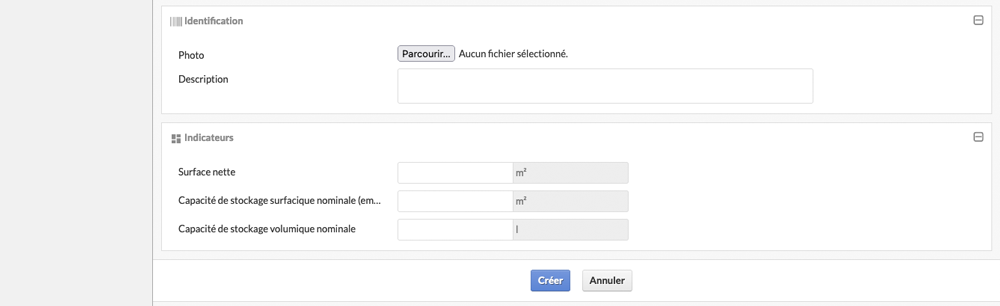 Identification
Photo
Parcourir... Aucun fichier sélectionné.
Description
Indicateurs
Surface nette
m²
Capacité de stockage surfacique nominale (em...
m²
Capacité de stockage volumique nominale
l
Créer
Annuler